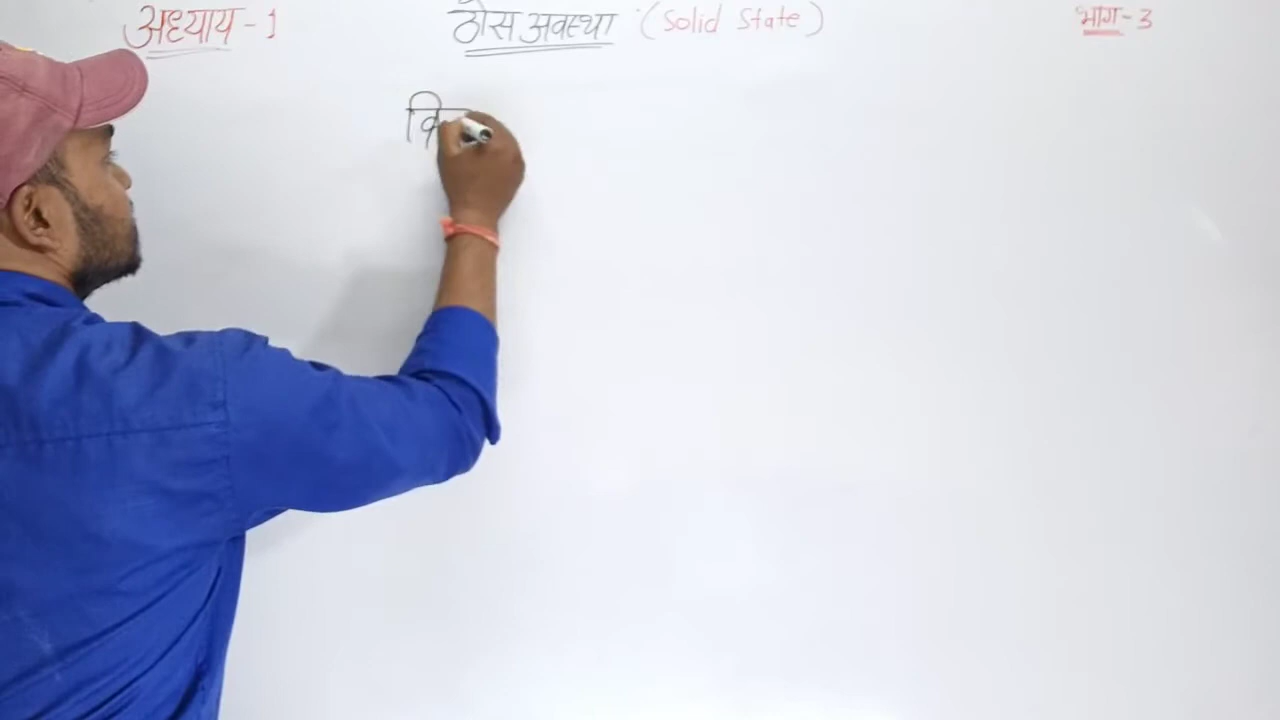 अध्याय - 1 ठोस अवस्था (Solid State) भाग - 3